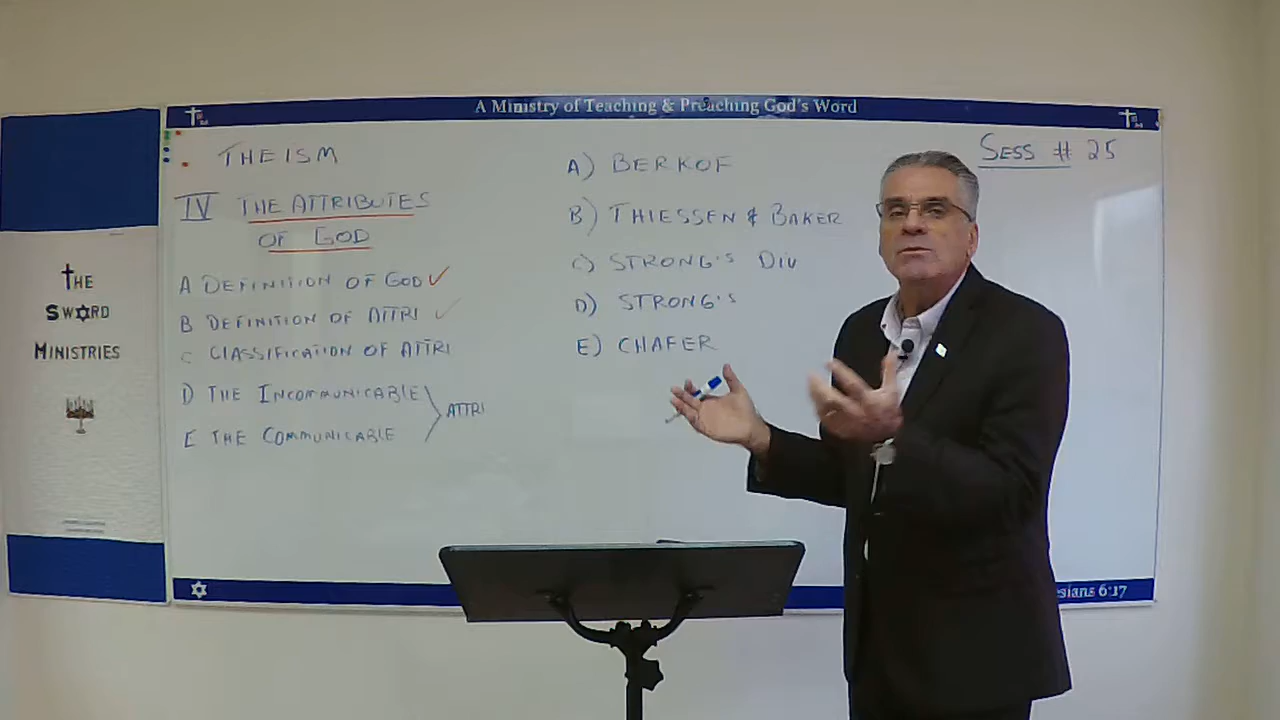 A Ministry of Teaching & Preaching God's Word
THEISM
IV THE ATTRIBUTES
OF GOD
A DEFINITION OF GOD ✓
B DEFINITION OF ATTRI ✓
C CLASSIFICATION OF ATTRI
D) THE INCOMMUNICABLE
E THE COMMUNICABLE
ATTRI
A) BERKOF
B) THIESSEN & BAKER
C) STRONG'S DIV
D) STRONG'S
E) CHAFER
SESS # 25
THE
SWORD
MINISTRIES
esians 6:17